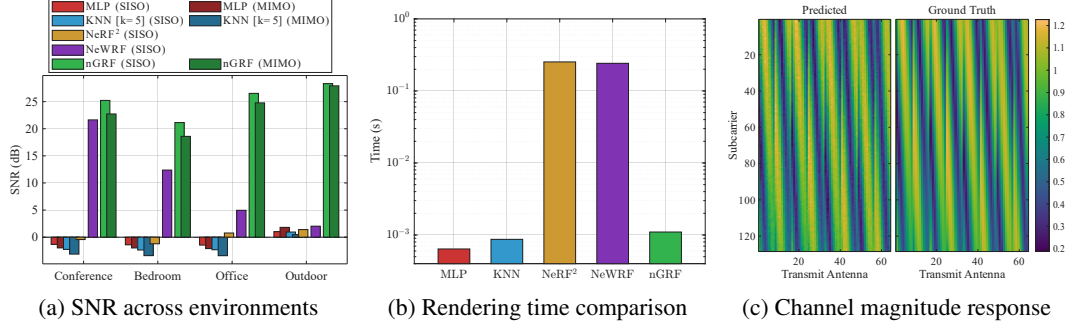 MLP (SISO) MLP (MIMO)
KNN [k=5] (SISO) KNN [k=5] (MIMO)
NeRF² (SISO)
NeWRF (SISO)
nGRF (SISO) nGRF (MIMO)
25
20
15
10
5
0
5
SNR (dB)
Conference Bedroom Office Outdoor
(a) SNR across environments
10⁰
10⁻¹
10⁻²
10⁻³
Time (s)
MLP KNN NeRF² NeWRF nGRF
(b) Rendering time comparison
Predicted Ground Truth
20
40
60
80
100
120
Subcarrier
20 40 60 20 40 60
Transmit Antenna Transmit Antenna
1.2
1.1
1.0
0.9
0.8
0.7
0.6
0.5
0.4
0.3
0.2
(c) Channel magnitude response